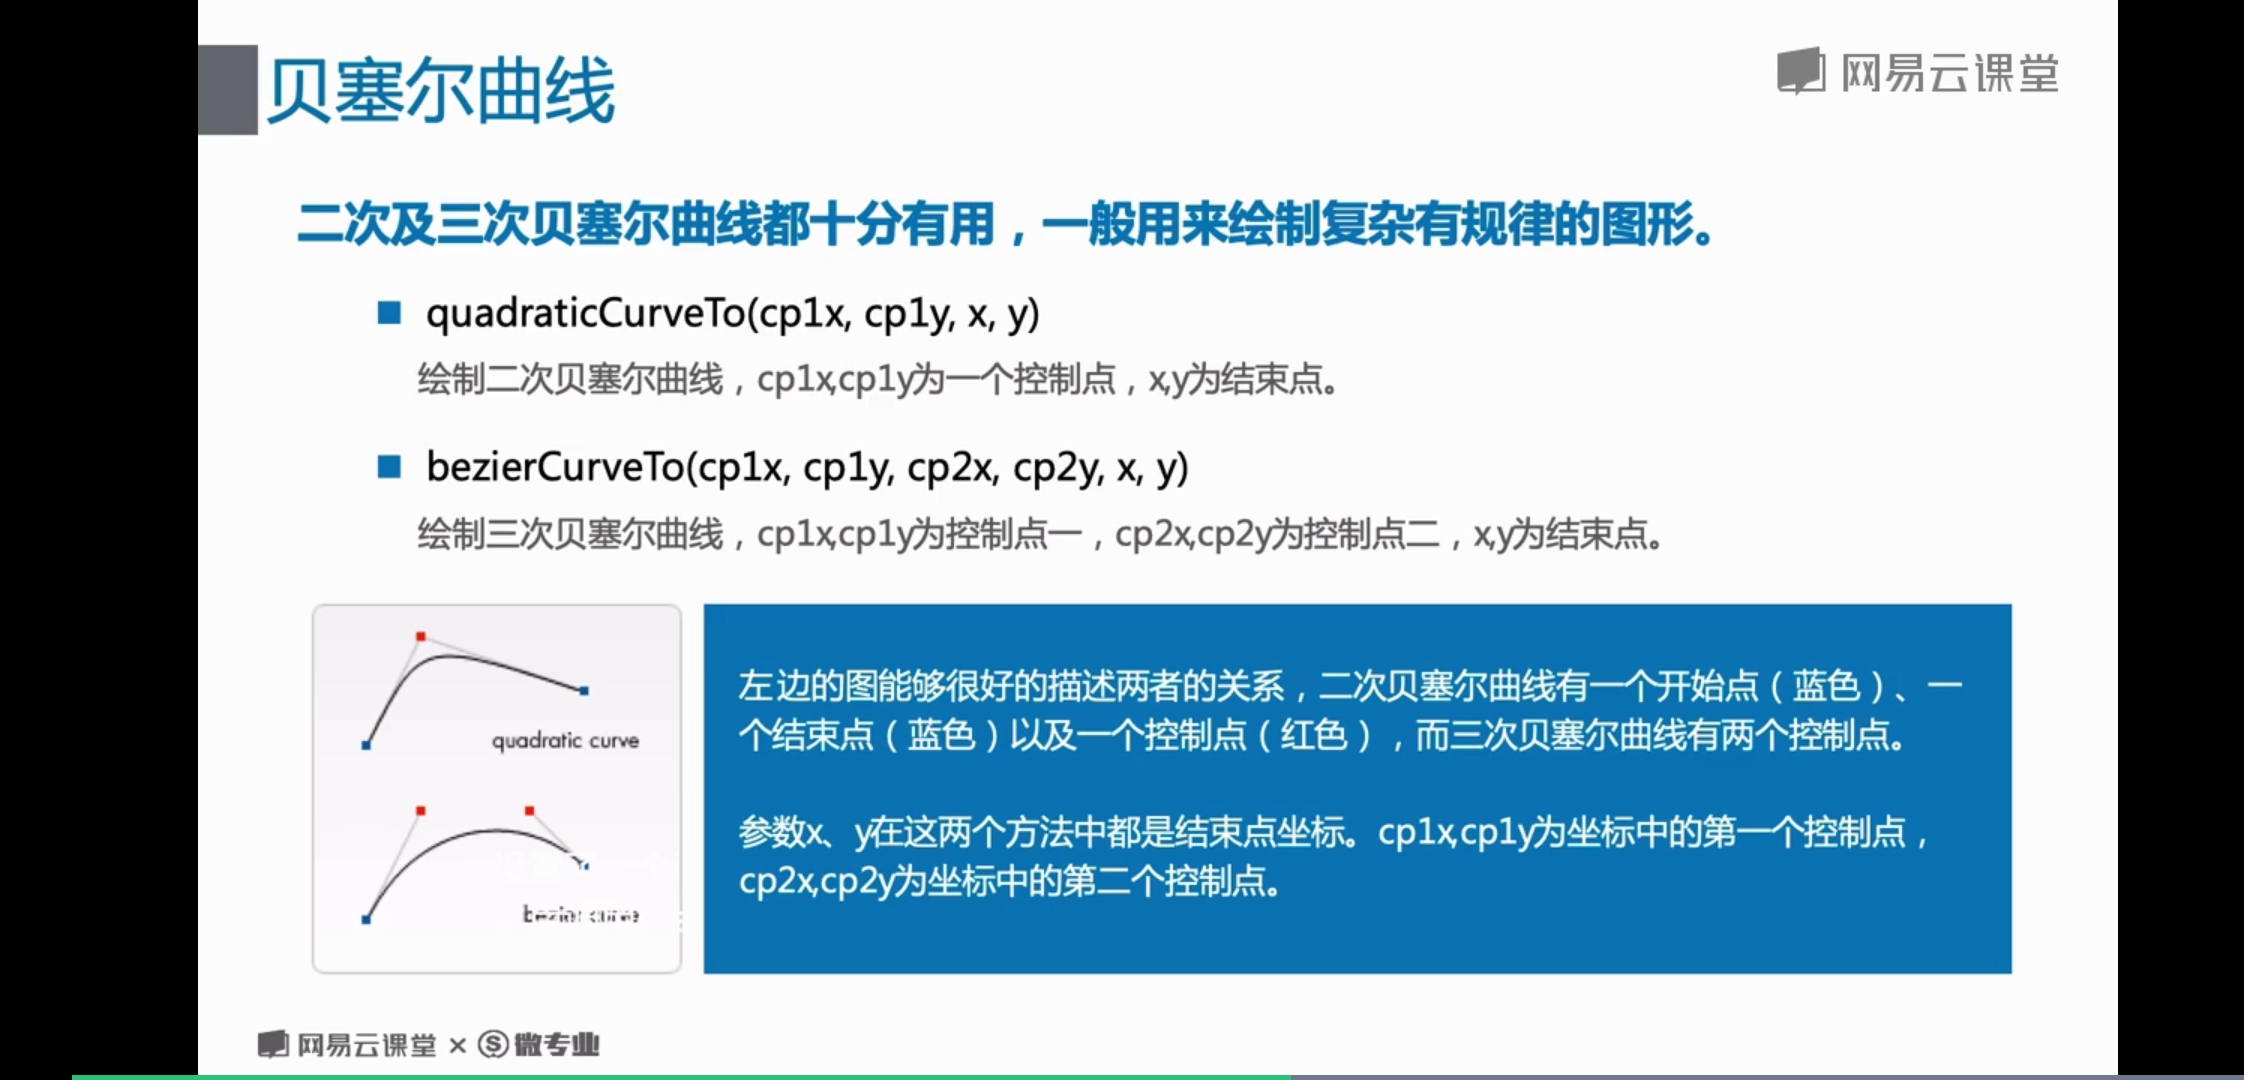 贝塞尔曲线
网易云课堂
二次及三次贝塞尔曲线都十分有用，一般用来绘制复杂有规律的图形。
quadraticCurveTo(cp1x, cp1y, x, y)
绘制二次贝塞尔曲线，cp1x,cp1y为一个控制点，x,y为结束点。
bezierCurveTo(cp1x, cp1y, cp2x, cp2y, x, y)
绘制三次贝塞尔曲线，cp1x,cp1y为控制点一，cp2x,cp2y为控制点二，x,y为结束点。
quadratic curve
bezier curve
左边的图能够很好的描述两者的关系，二次贝塞尔曲线有一个开始点（蓝色）、一
个结束点（蓝色）以及一个控制点（红色），而三次贝塞尔曲线有两个控制点。
参数x、y在这两个方法中都是结束点坐标。cp1x,cp1y为坐标中的第一个控制点，
cp2x,cp2y为坐标中的第二个控制点。
网易云课堂 × 微专业